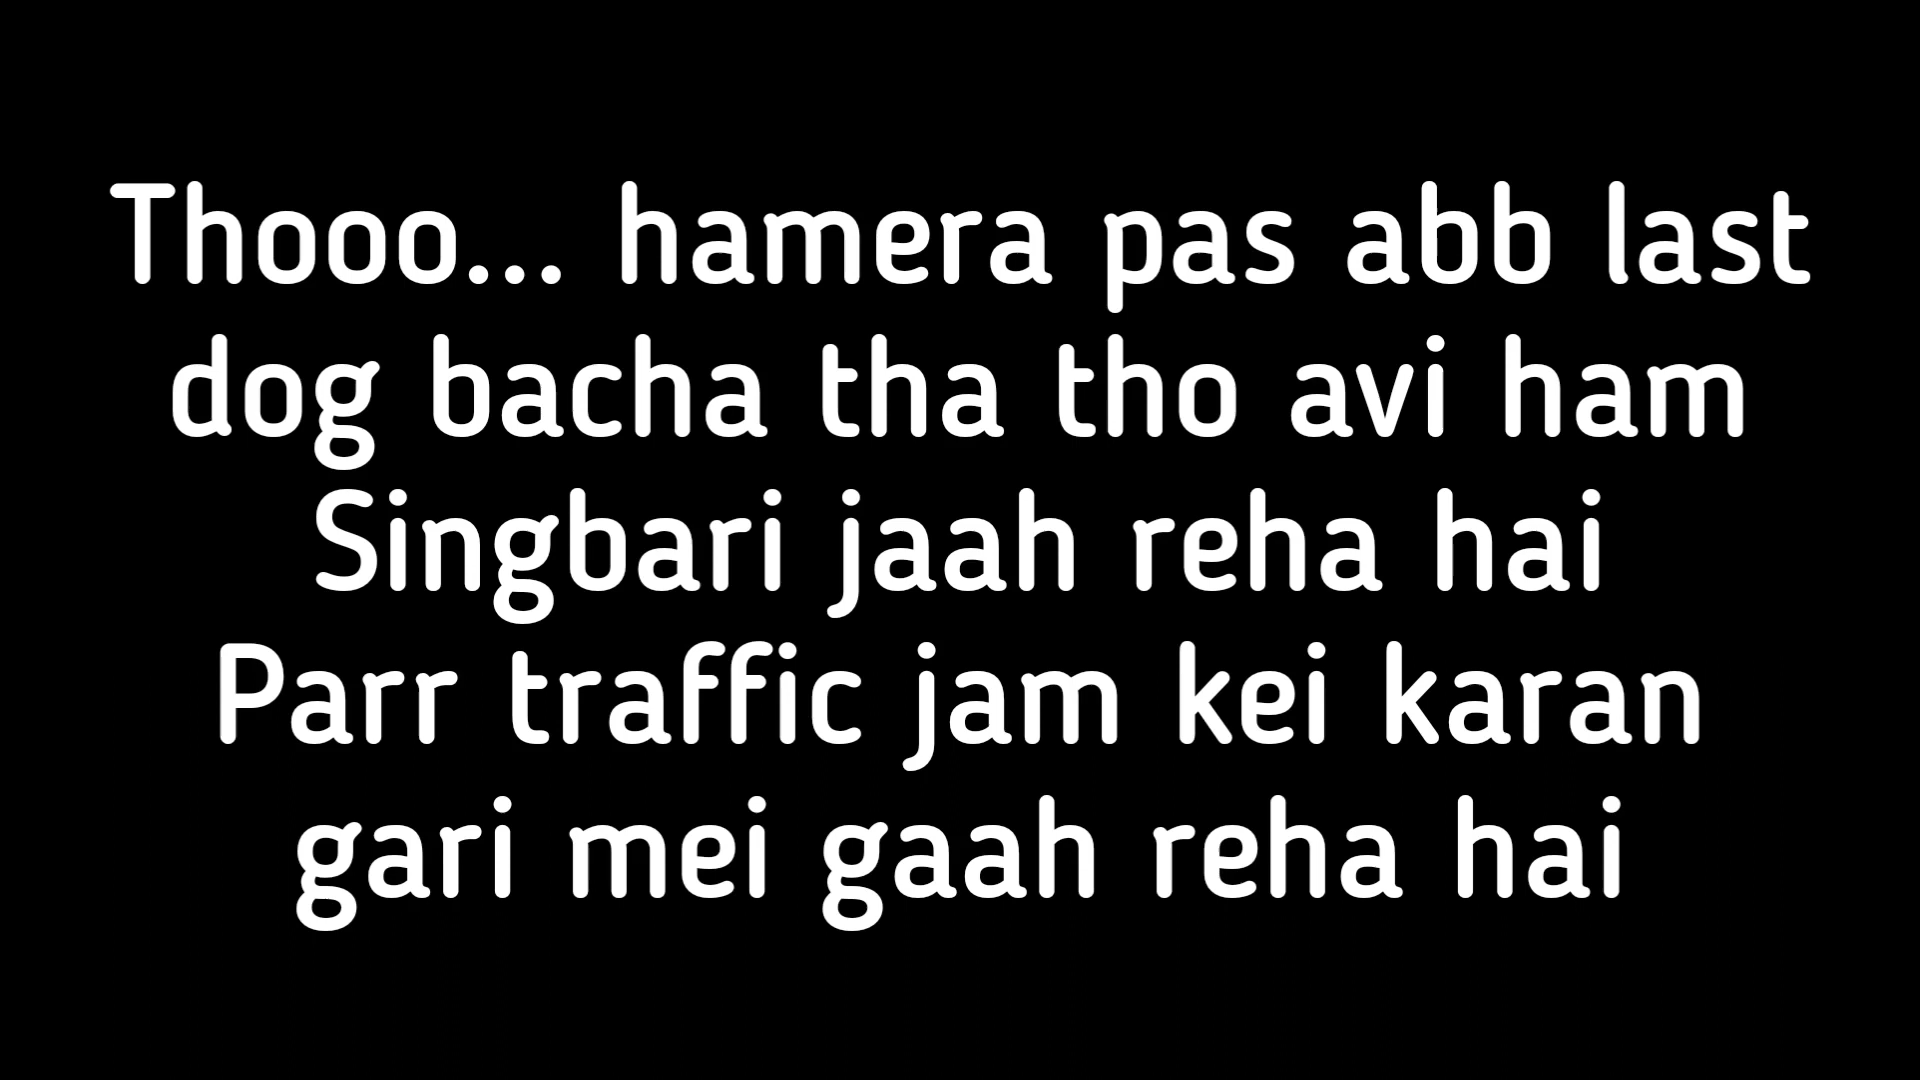 Thooo... hamera pas abb last
dog bacha tha tho avi ham
Singbari jaah reha hai
Parr traffic jam kei karan
gari mei gaah reha hai